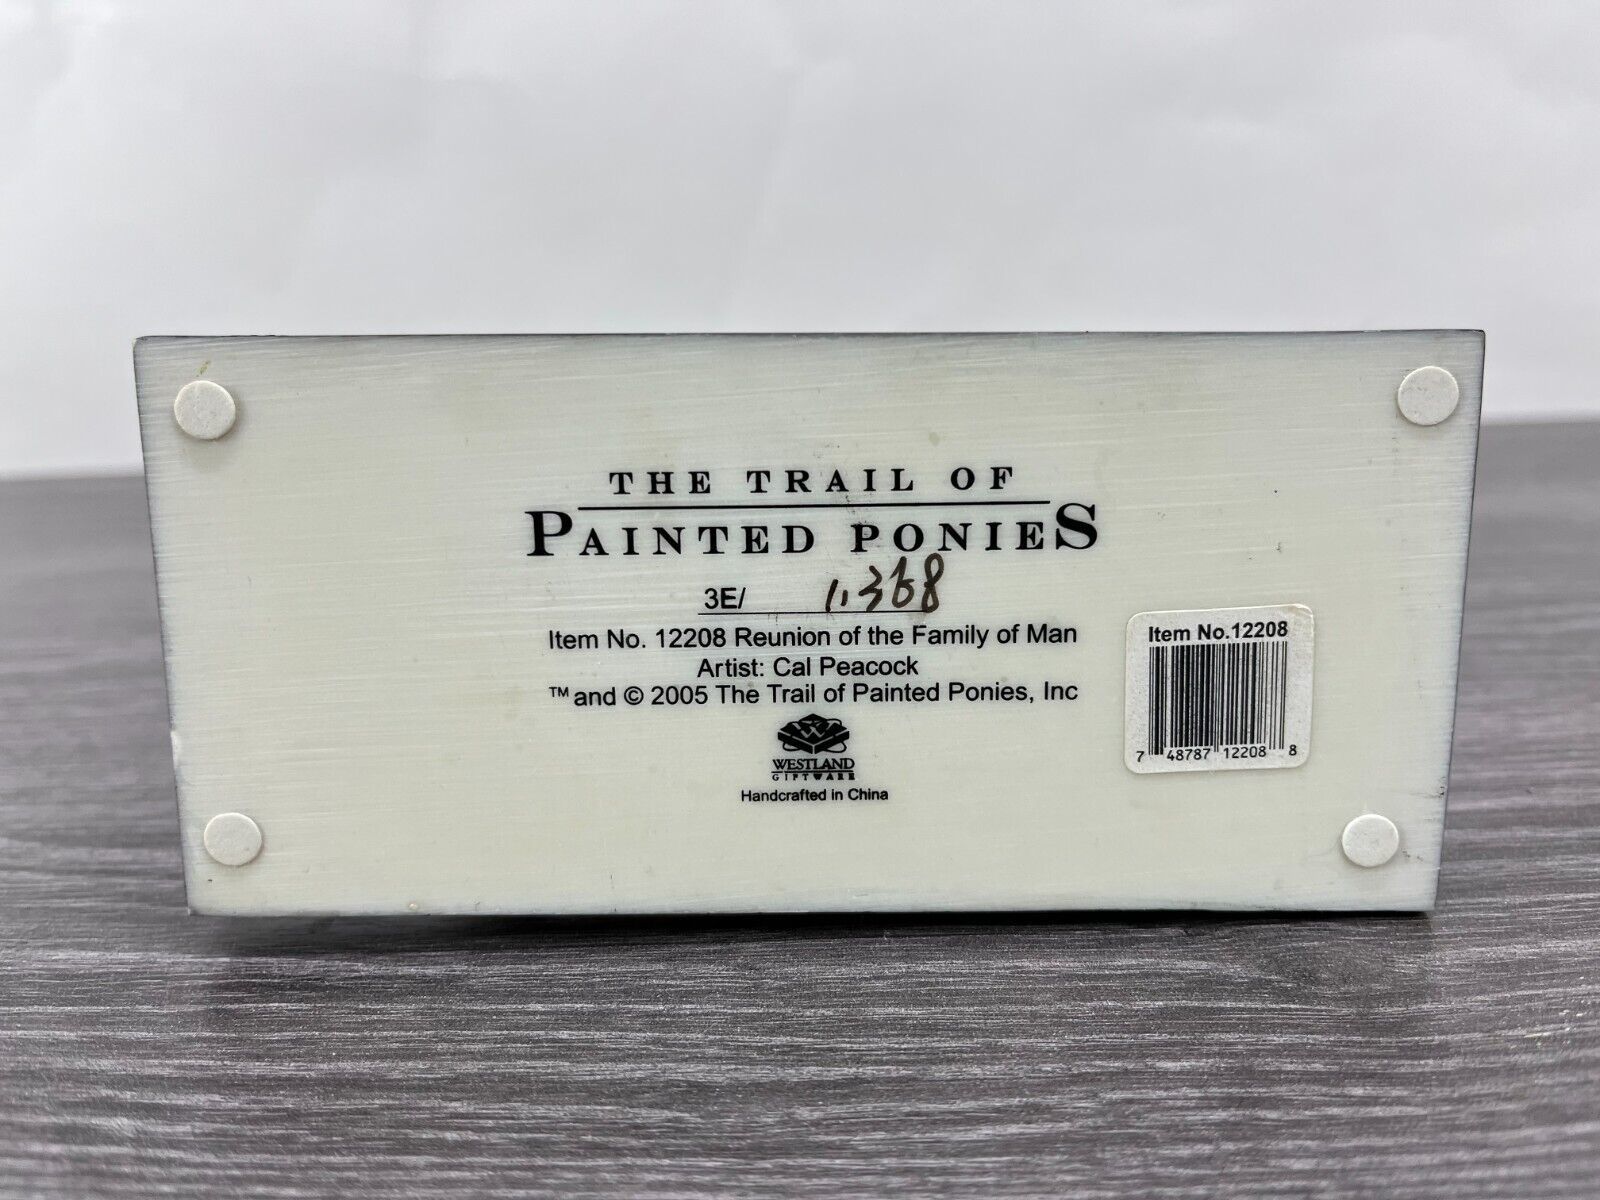 THE TRAIL OF
PAINTED PONIES
3E/ 1,368
Item No. 12208 Reunion of the Family of Man
Artist: Cal Peacock
™ and © 2005 The Trail of Painted Ponies, Inc
WESTLAND
GIFTWARE
Handcrafted in China
Item No.12208
7 48787 12208 8